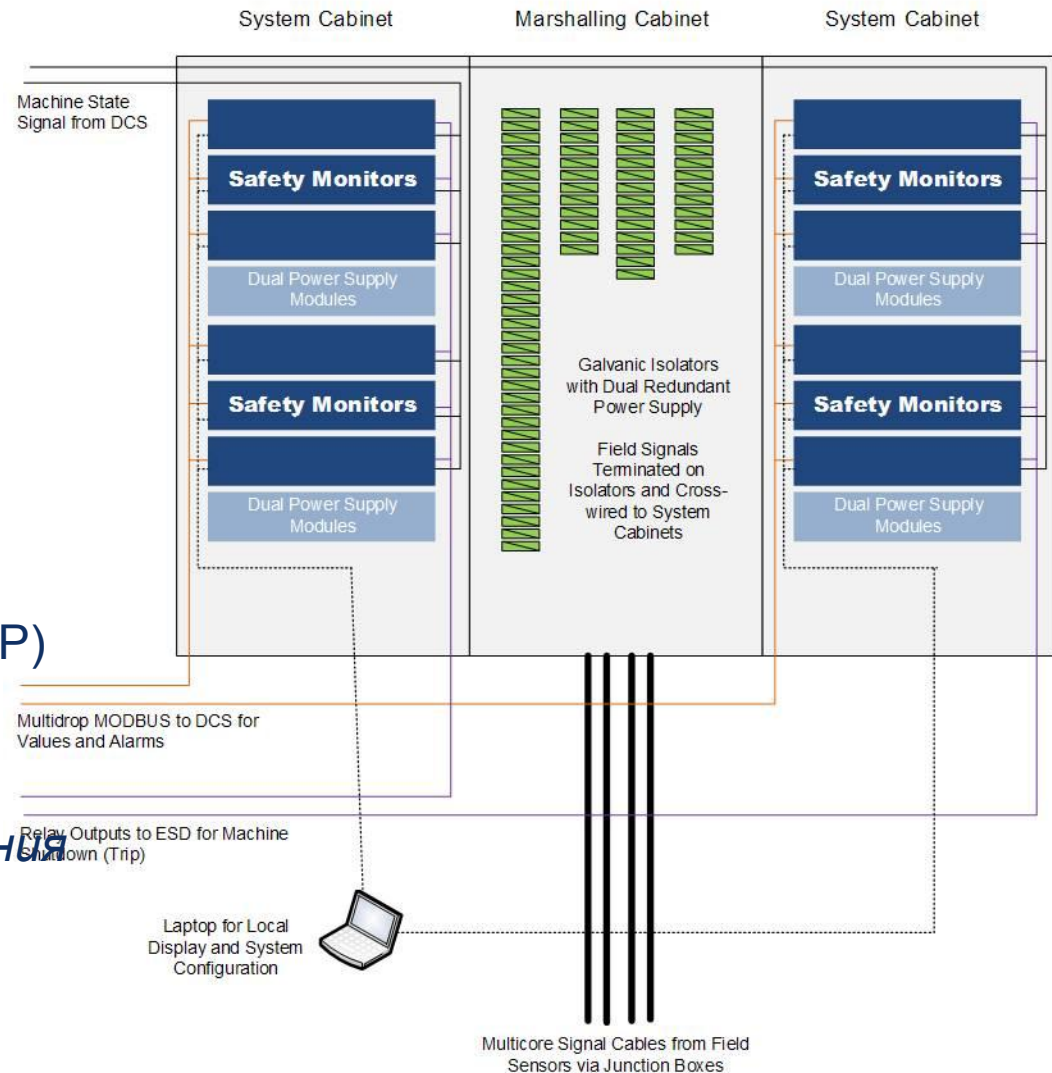 System Cabinet
Marshalling Cabinet
System Cabinet
Machine State
Signal from DCS
Safety Monitors
Dual Power Supply
Modules
Safety Monitors
Dual Power Supply
Modules
Galvanic Isolators
with Dual Redundant
Power Supply
Field Signals
Terminated on
Isolators and Cross-
wired to System
Cabinets
Safety Monitors
Dual Power Supply
Modules
Safety Monitors
Dual Power Supply
Modules
P)
Multidrop MODBUS to DCS for
Values and Alarms
Relay Outputs to ESD for Machine
Shutdown (Trip)
ния
Laptop for Local
Display and System
Configuration
Multicore Signal Cables from Field
Sensors via Junction Boxes